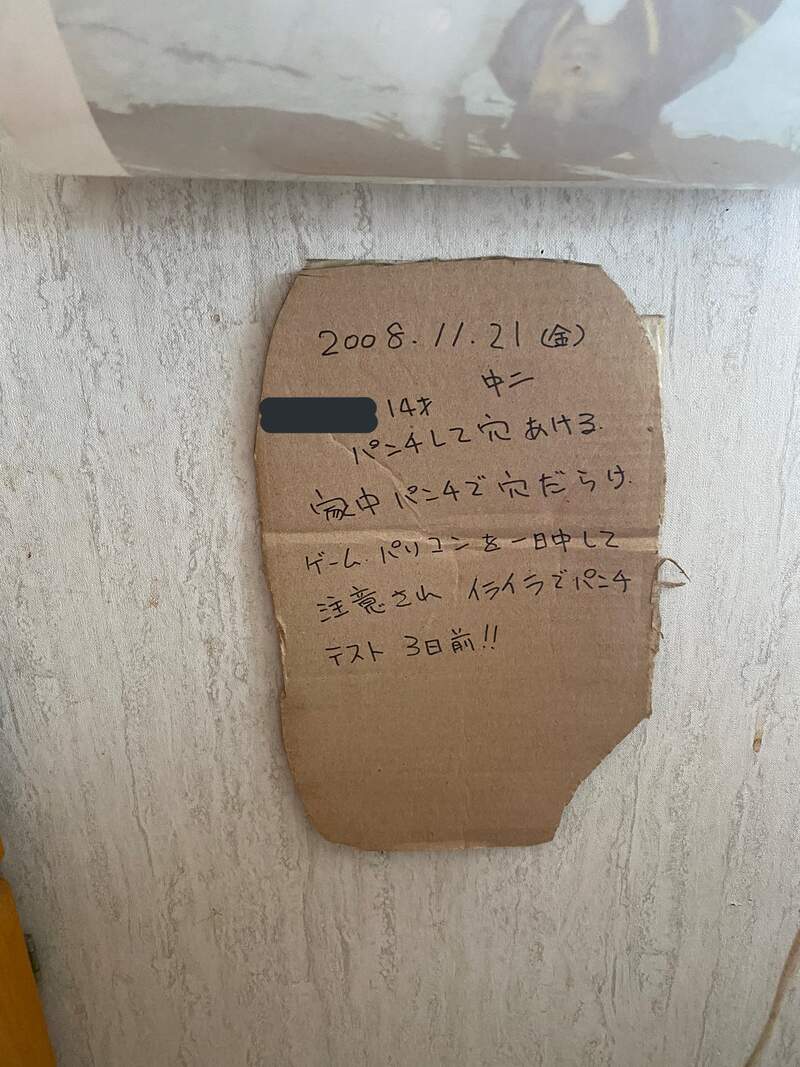 2008.11.21(金)
中二
14才
パンチして穴あける.
家中パンチで穴だらけ.
ゲーム.パソコンを一日中して
注意され イライラでパンチ
テスト 3日前!!